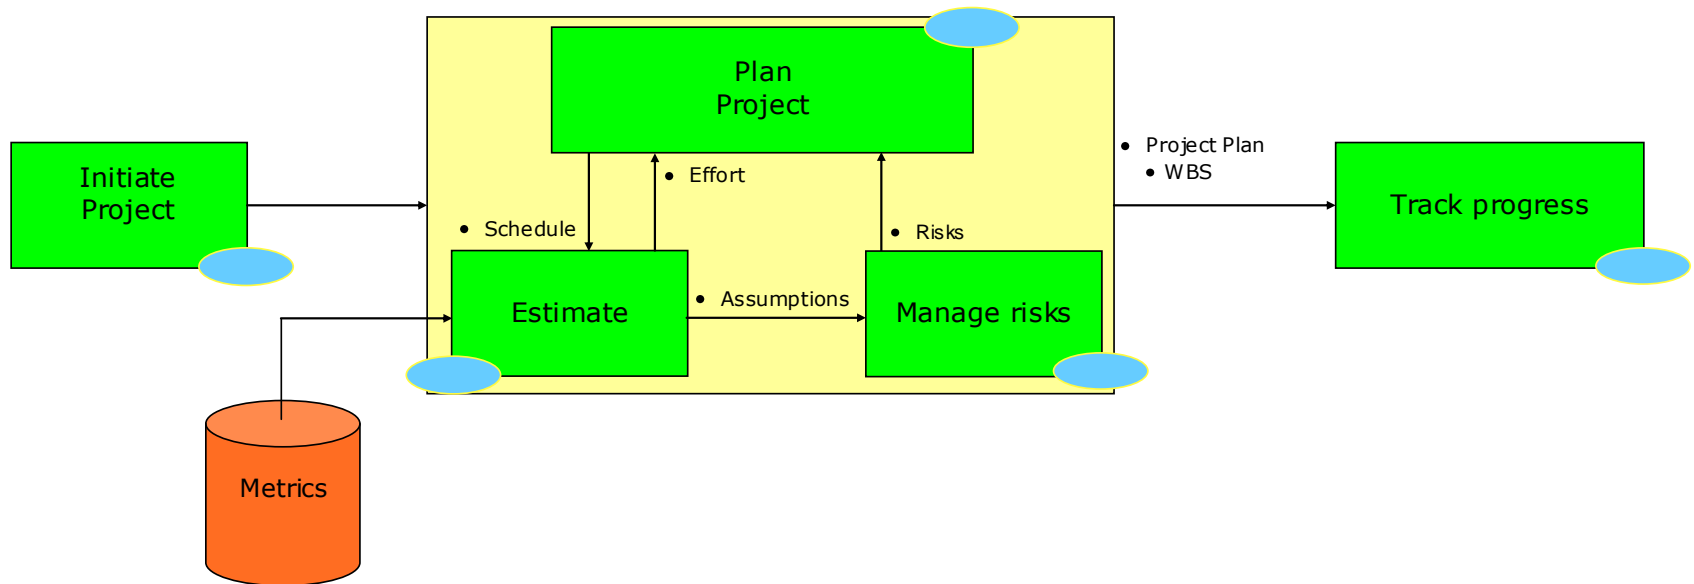 Plan
Project
Initiate
Project
• Effort
• Schedule
• Risks
• Project Plan
• WBS
Track progress
Estimate
• Assumptions
Manage risks
Metrics